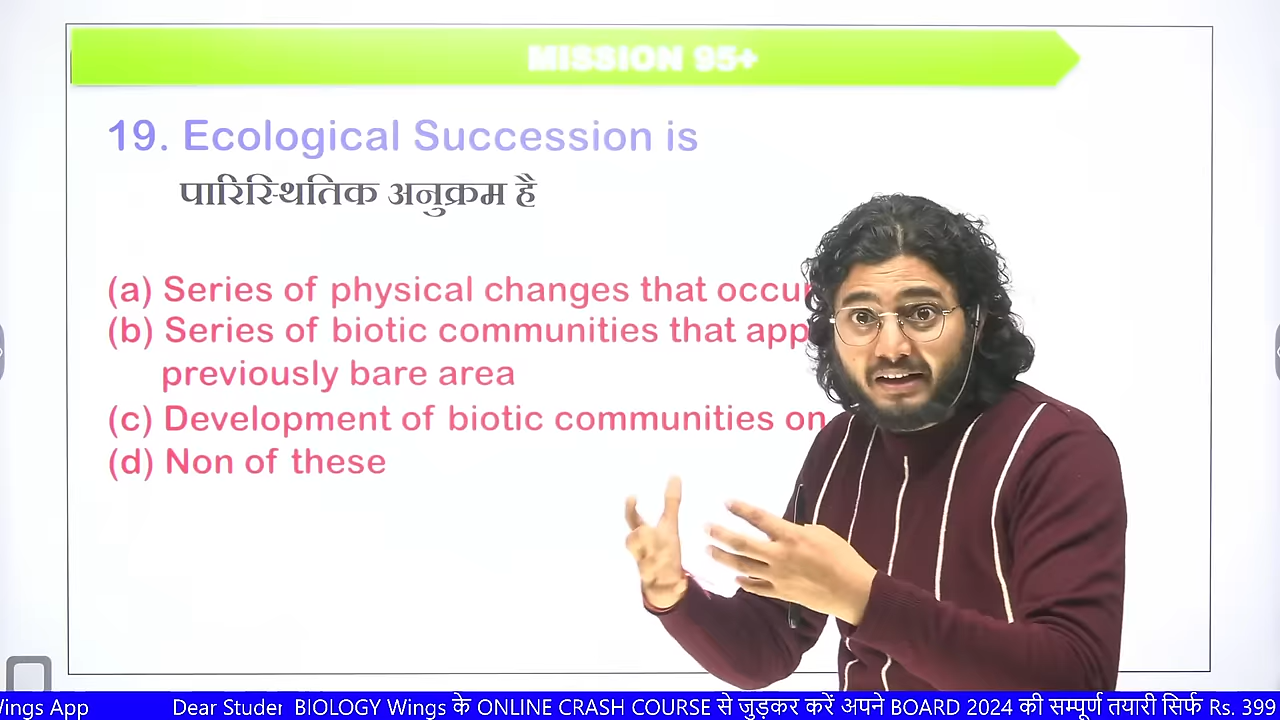 MISSION 95+
19. Ecological Succession is
पारिस्थितिक अनुक्रम है
(a) Series of physical changes that occur
(b) Series of biotic communities that
previously bare area
(c) Development of biotic communities on
(d) Non of these
Wings App Dear BIOLOGY Wings के ONLINE CRASH COURSE से जुड़कर करें अपने BOARD 2024 की सम्पूर्ण तयारी सिर्फ Rs. 399